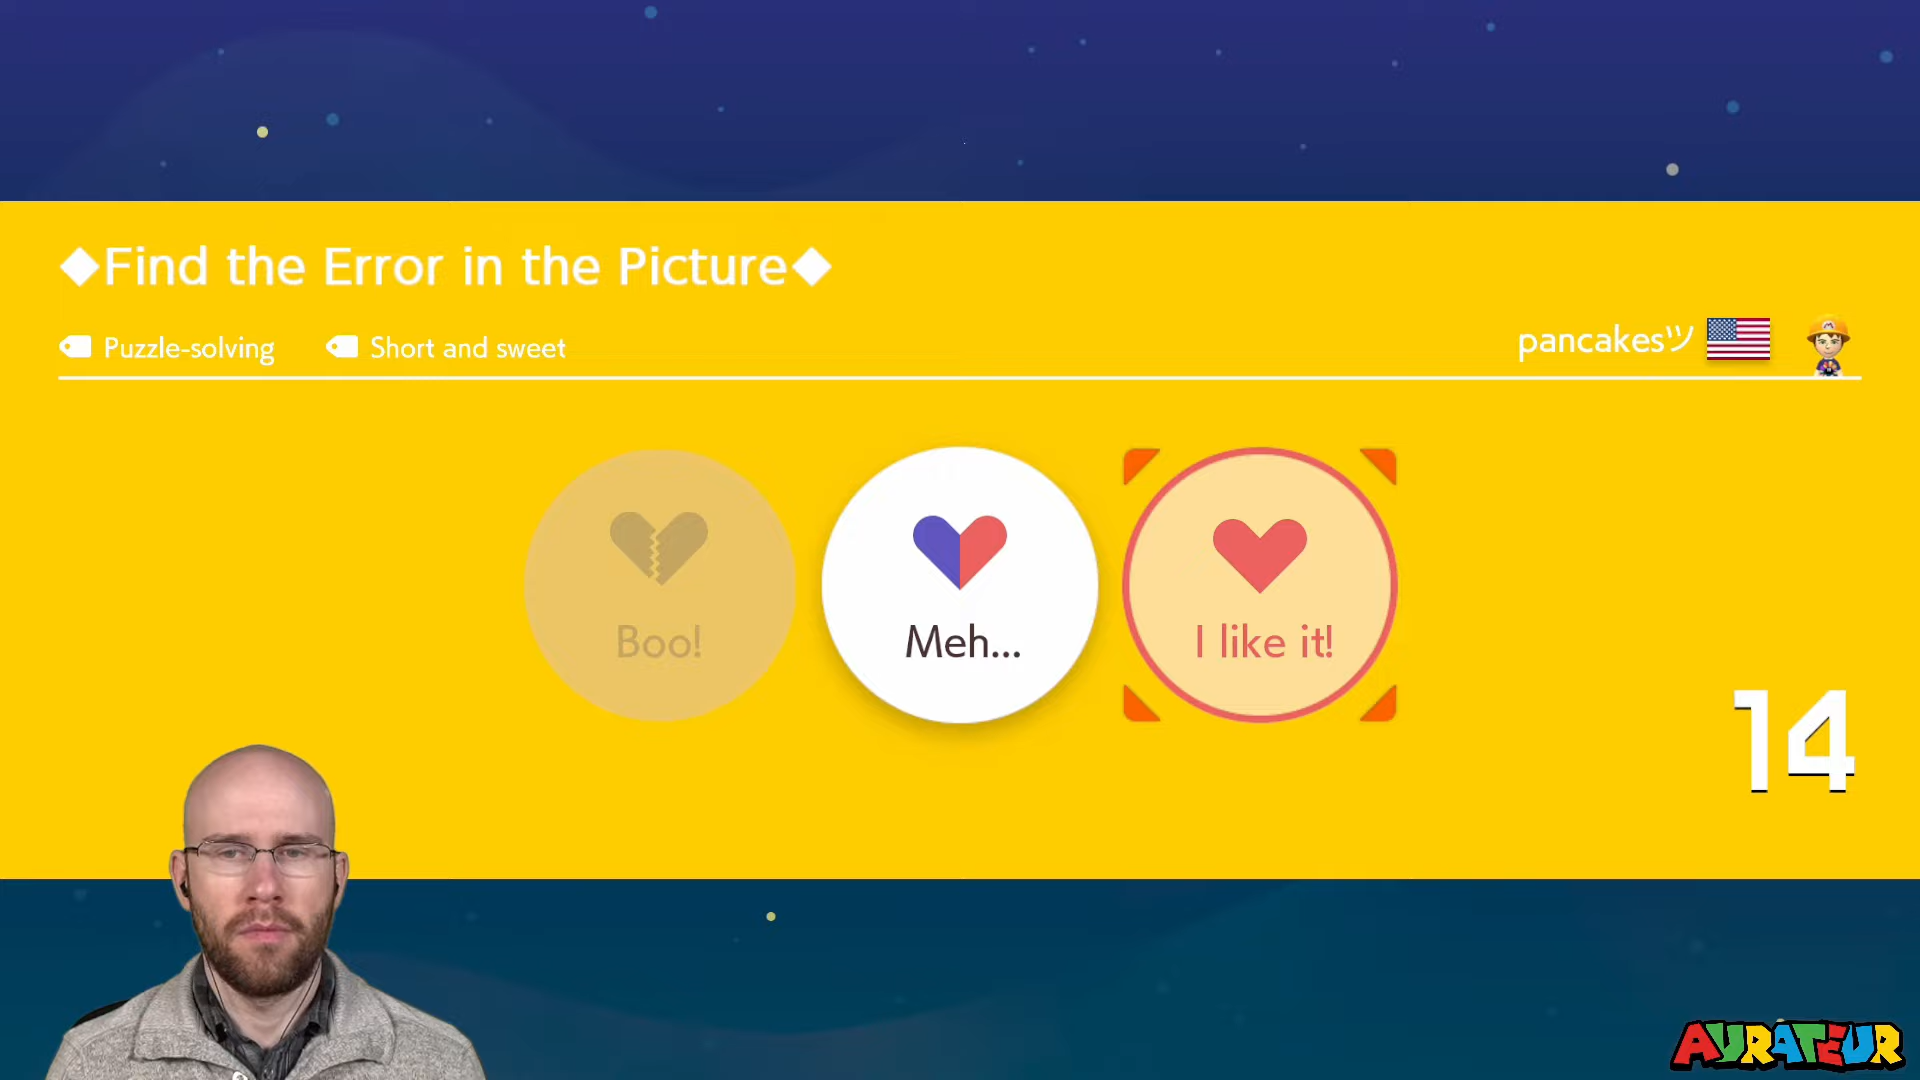 ◆Find the Error in the Picture◆
Puzzle-solving Short and sweet
pancakesツ
Boo! Meh... I like it!
14
AURATEUR